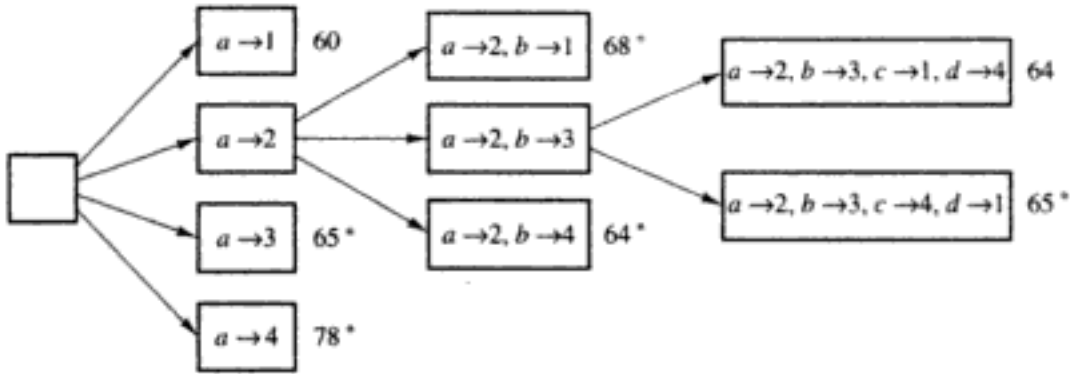 a→1 60
a→2, b→1 68*
a→2, b→3, c→1, d→4 64
a→2
a→2, b→3
a→2, b→3, c→4, d→1 65*
a→3 65*
a→2, b→4 64*
a→4 78*